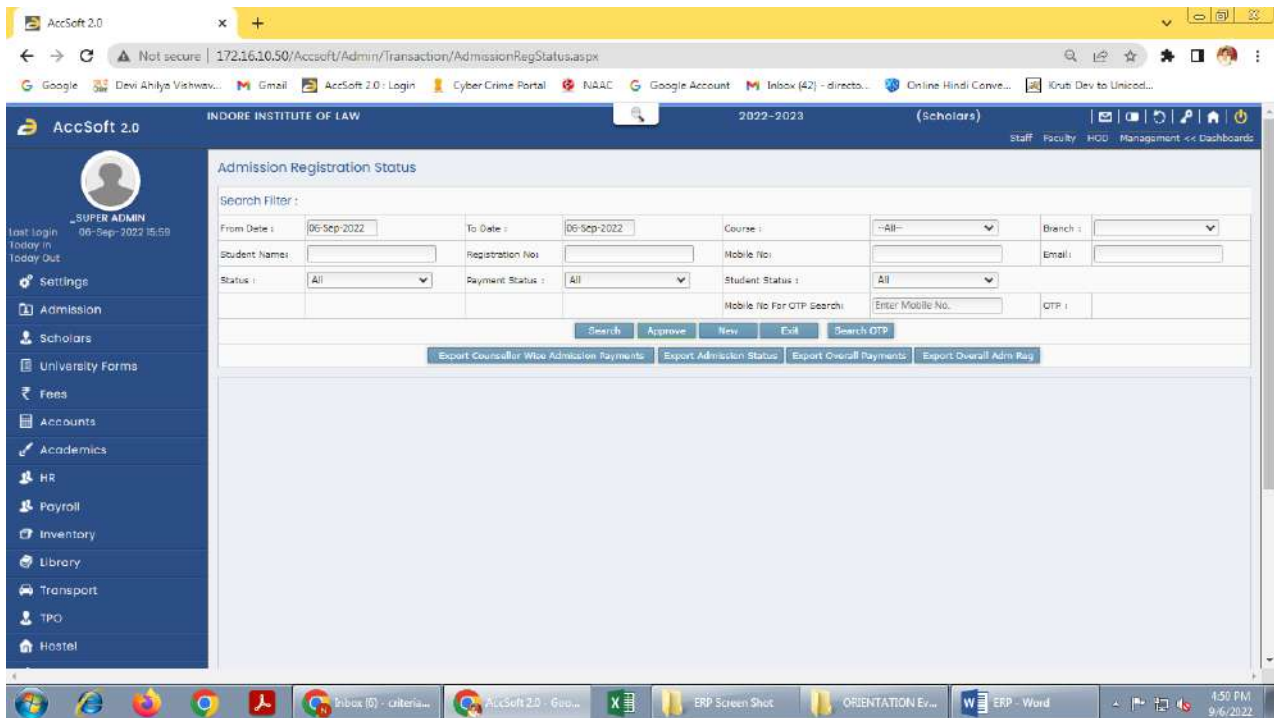 AccSoft 2.0
Not secure 172.16.10.50/Accsoft/Admin/Transaction/AdmissionRegStatus.aspx
Google Devi Ahilya Vishwav... Gmail AccSoft 2.0 : Login Cyber Crime Portal NAAC Google Account Inbox (42) - directo... Online Hindi Conve... Kruti Dev to Unicod...
AccSoft 2.0
INDORE INSTITUTE OF LAW 2022-2023 (Scholars)
Staff Faculty HOD Management << Dashboards
_SUPER ADMIN
Last Login 06-Sep-2022 15:59
Today In
Today Out
Settings
Admission
Scholars
University Forms
₹ Fees
Accounts
Academics
HR
Payroll
Inventory
Library
Transport
TPO
Hostel
Admission Registration Status
Search Filter :
From Date : 06-Sep-2022 To Date : 06-Sep-2022 Course : --All-- Branch :
Student Name: Registration No: Mobile No: Email:
Status : All Payment Status : All Student Status : All
Mobile No For OTP Search: Enter Mobile No. OTP :
Search Approve New Exit Search OTP
Export Counsellor Wise Admission Payments Export Admission Status Export Overall Payments Export Overall Adm Reg
Inbox (6) - criteria... AccSoft 2.0 - Goo... ERP Screen Shot ORIENTATION Ev... ERP - Word
4:50 PM
9/6/2022